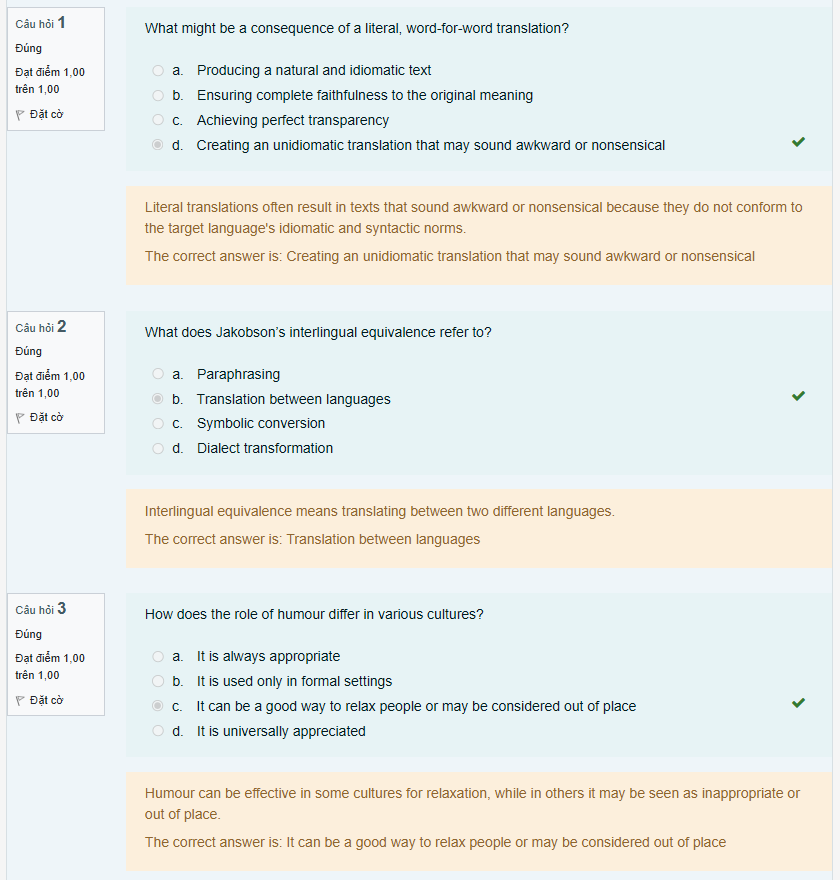 Câu hỏi 1
Đúng
Đạt điểm 1,00
trên 1,00
Đặt cờ
What might be a consequence of a literal, word-for-word translation?
a. Producing a natural and idiomatic text
b. Ensuring complete faithfulness to the original meaning
c. Achieving perfect transparency
d. Creating an unidiomatic translation that may sound awkward or nonsensical
Literal translations often result in texts that sound awkward or nonsensical because they do not conform to
the target language's idiomatic and syntactic norms.
The correct answer is: Creating an unidiomatic translation that may sound awkward or nonsensical
Câu hỏi 2
Đúng
Đạt điểm 1,00
trên 1,00
Đặt cờ
What does Jakobson’s interlingual equivalence refer to?
a. Paraphrasing
b. Translation between languages
c. Symbolic conversion
d. Dialect transformation
Interlingual equivalence means translating between two different languages.
The correct answer is: Translation between languages
Câu hỏi 3
Đúng
Đạt điểm 1,00
trên 1,00
Đặt cờ
How does the role of humour differ in various cultures?
a. It is always appropriate
b. It is used only in formal settings
c. It can be a good way to relax people or may be considered out of place
d. It is universally appreciated
Humour can be effective in some cultures for relaxation, while in others it may be seen as inappropriate or
out of place.
The correct answer is: It can be a good way to relax people or may be considered out of place